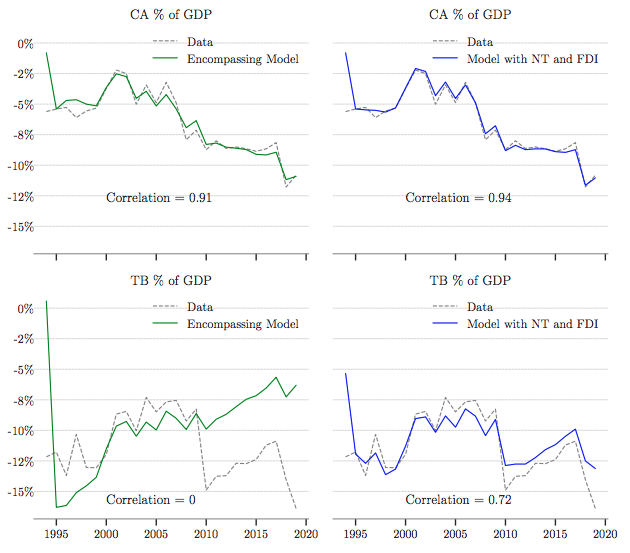 CA % of GDP
Data
Encompassing Model
0%
-2%
-5%
-8%
-10%
-12%
-15%
Correlation = 0.91
CA % of GDP
Data
Model with NT and FDI
Correlation = 0.94
TB % of GDP
Data
Encompassing Model
0%
-2%
-5%
-8%
-10%
-12%
-15%
Correlation = 0
1995 2000 2005 2010 2015 2020
TB % of GDP
Data
Model with NT and FDI
Correlation = 0.72
1995 2000 2005 2010 2015 2020